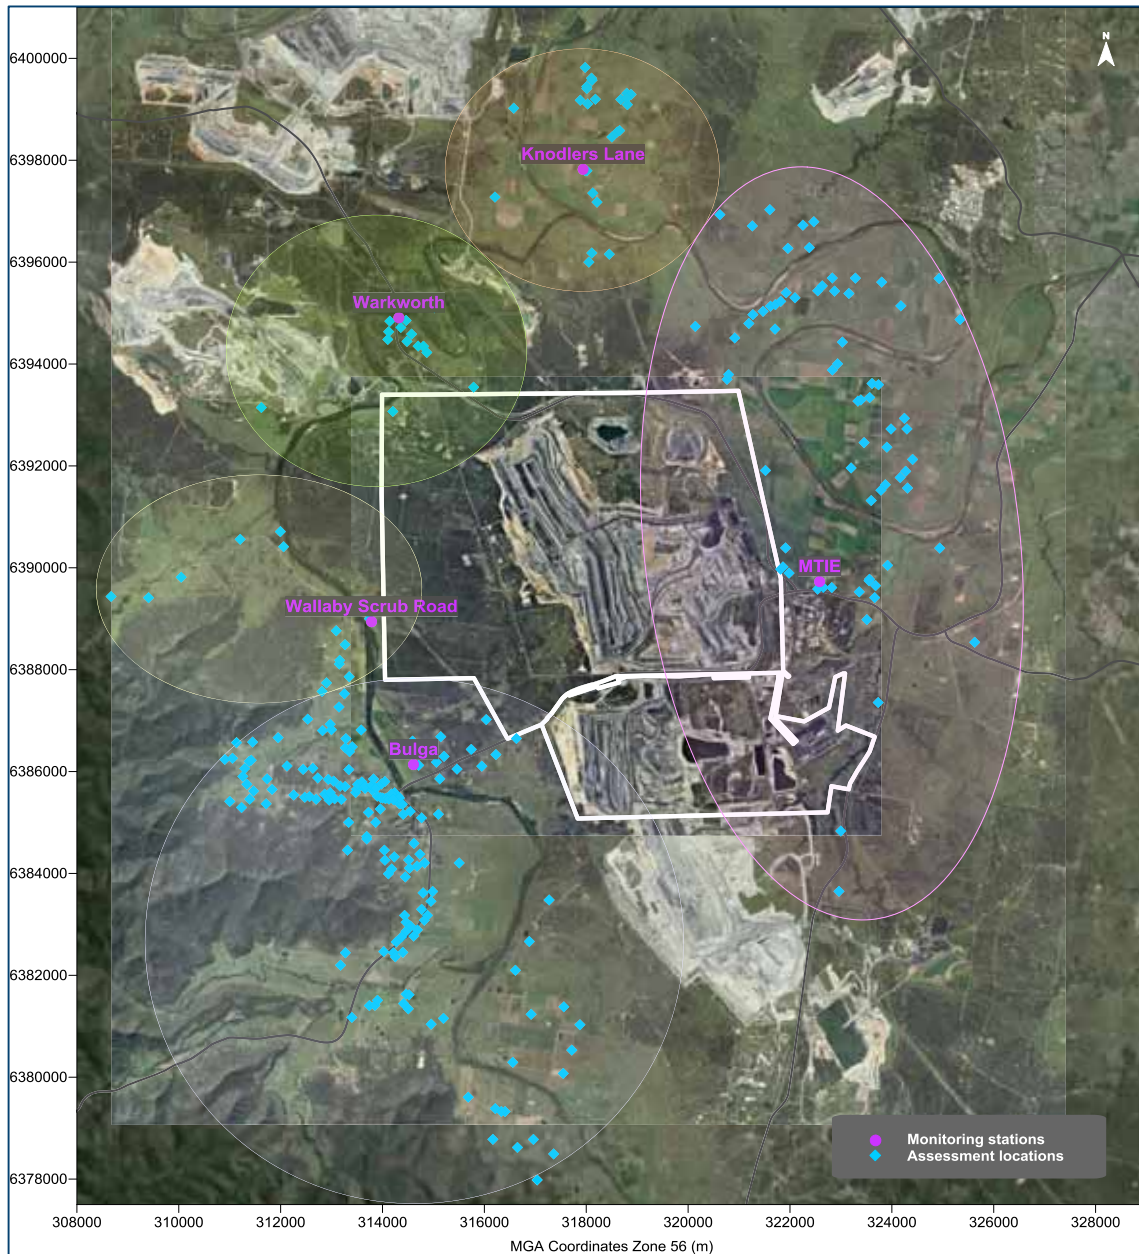 N
6400000
6398000
6396000
6394000
6392000
6390000
6388000
6386000
6384000
6382000
6380000
6378000
Knodlers Lane
Warkworth
MTIE
Wallaby Scrub Road
Bulga
Monitoring stations
Assessment locations
308000 310000 312000 314000 316000 318000 320000 322000 324000 326000 328000
MGA Coordinates Zone 56 (m)